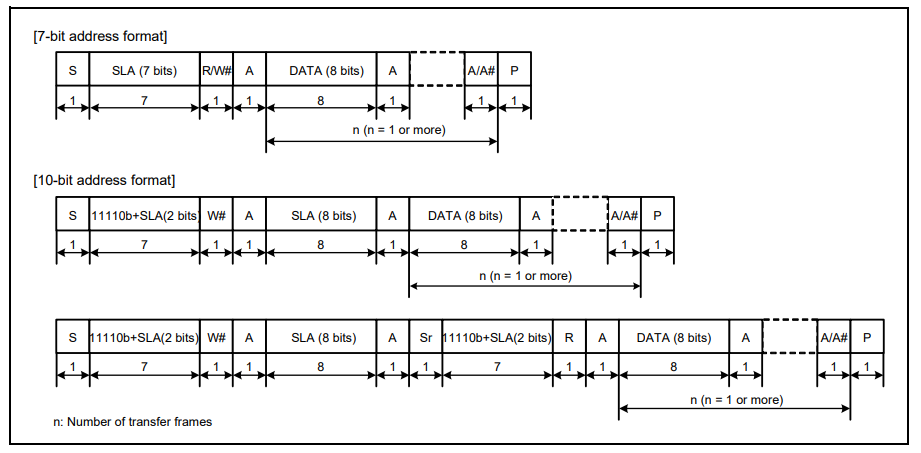 [7-bit address format]
S SLA (7 bits) R/W# A DATA (8 bits) A A/A# P
1 7 1 1 8 1 1 1
n (n = 1 or more)
[10-bit address format]
S 11110b+SLA(2 bits) W# A SLA (8 bits) A DATA (8 bits) A A/A# P
1 7 1 1 8 1 8 1 1 1
n (n = 1 or more)
S 11110b+SLA(2 bits) W# A SLA (8 bits) A Sr 11110b+SLA(2 bits) R A DATA (8 bits) A A/A# P
1 7 1 1 8 1 1 7 1 1 8 1 1 1
n (n = 1 or more)
n: Number of transfer frames